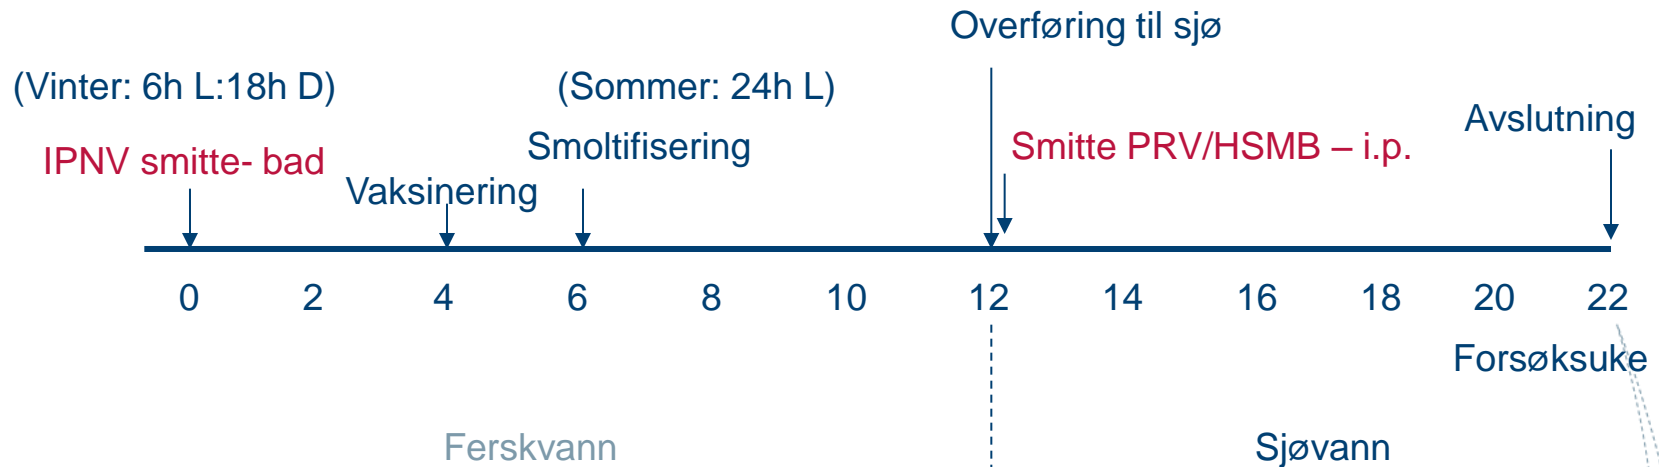 Overføring til sjø
(Vinter: 6h L:18h D)
(Sommer: 24h L)
IPNV smitte- bad
Vaksinering
Smoltifisering
Smitte PRV/HSMB – i.p.
Avslutning
0 2 4 6 8 10 12 14 16 18 20 22
Forsøksuke
Ferskvann
Sjøvann